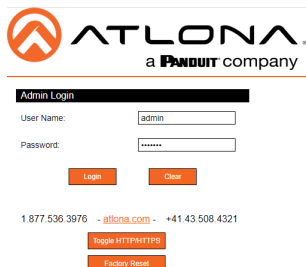 ATLONA.
a PANDUIT company
Admin Login
User Name: admin
Password: •••••••
Login Clear
1.877.536.3976 - atlona.com - +41.43.508.4321
Toggle HTTP/HTTPS
Factory Reset